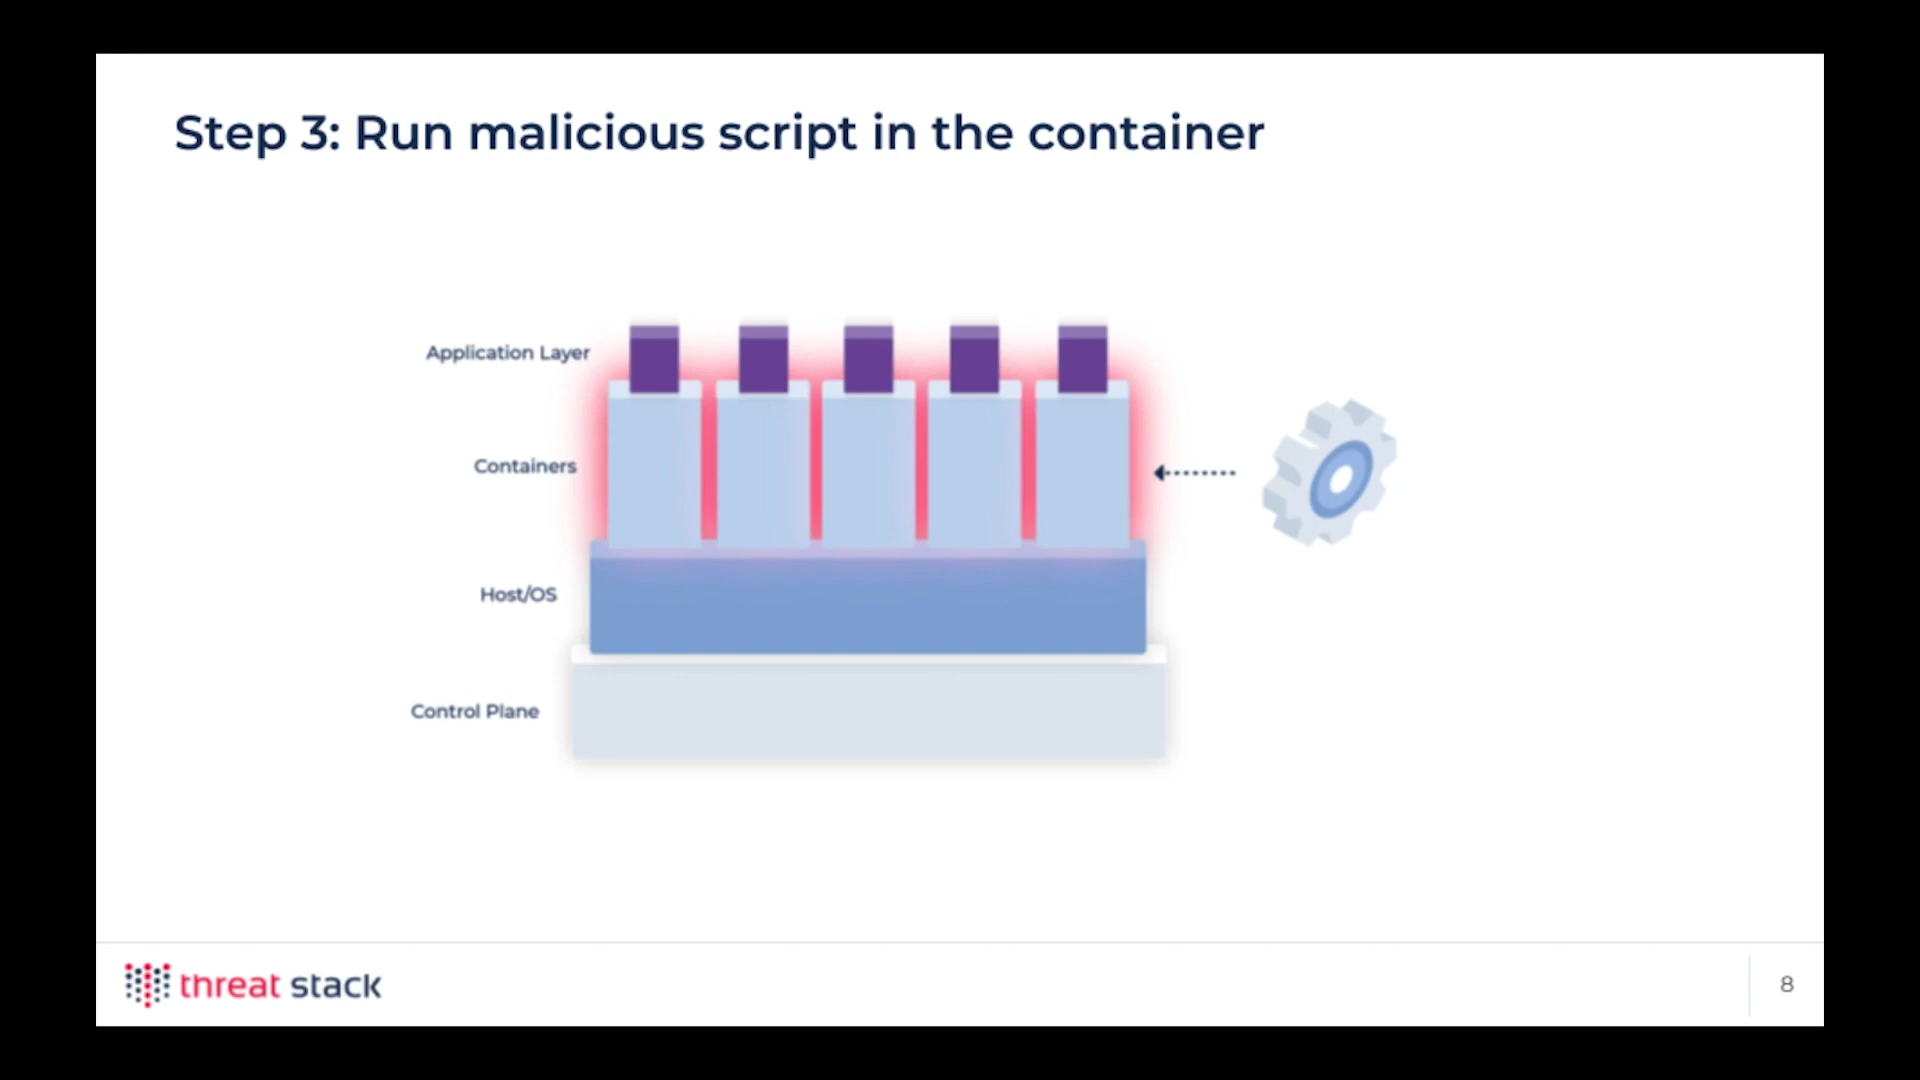 Step 3: Run malicious script in the container
Application Layer
Containers
Host/OS
Control Plane
threat stack
8